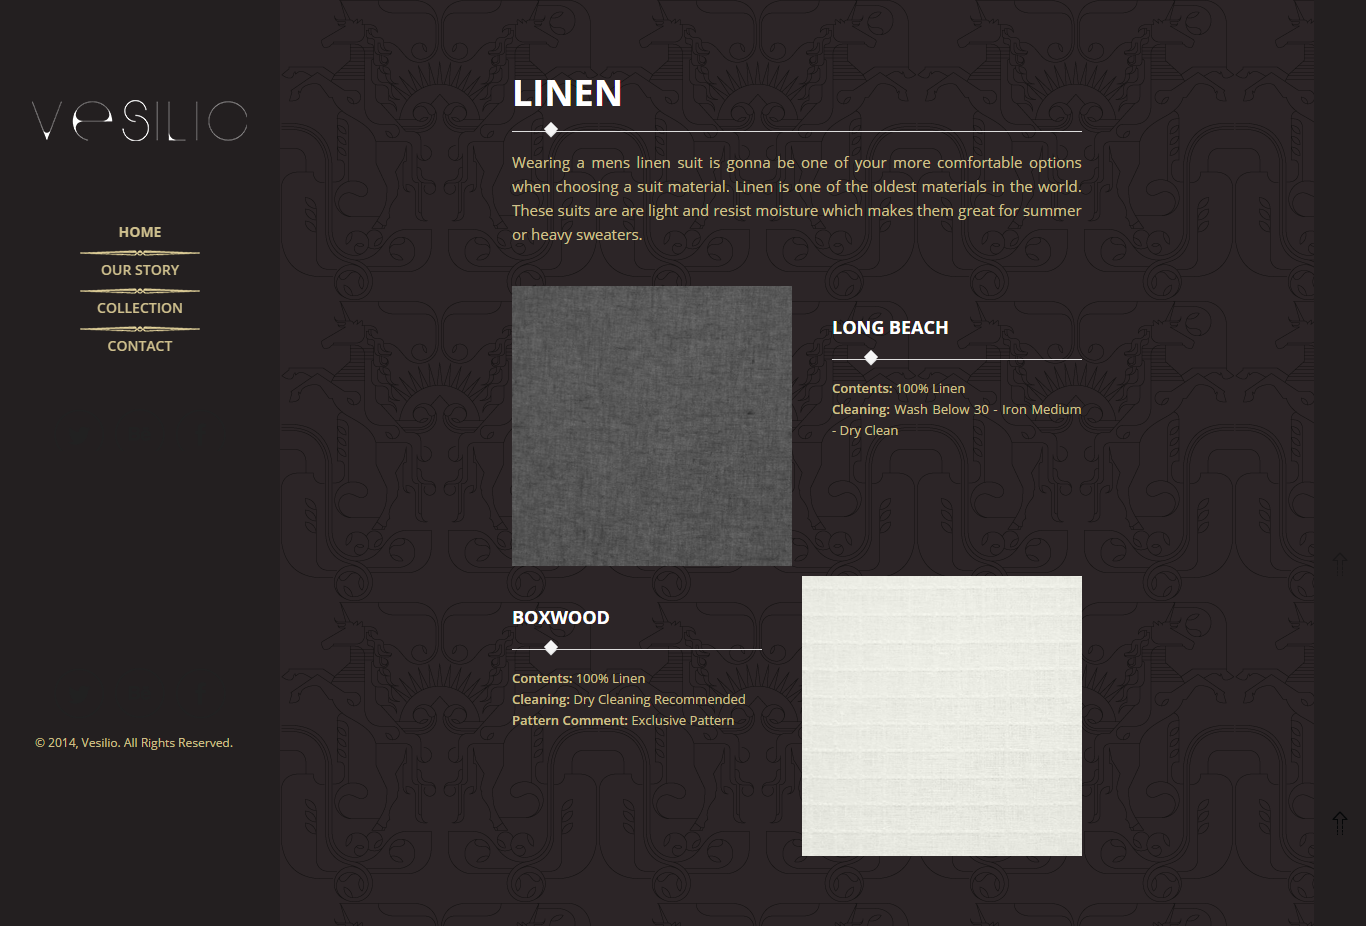 vesilio
HOME
OUR STORY
COLLECTION
CONTACT
© 2014, Vesilio. All Rights Reserved.
LINEN
Wearing a mens linen suit is gonna be one of your more comfortable options
when choosing a suit material. Linen is one of the oldest materials in the world.
These suits are are light and resist moisture which makes them great for summer
or heavy sweaters.
LONG BEACH
Contents: 100% Linen
Cleaning: Wash Below 30 - Iron Medium
- Dry Clean
BOXWOOD
Contents: 100% Linen
Cleaning: Dry Cleaning Recommended
Pattern Comment: Exclusive Pattern